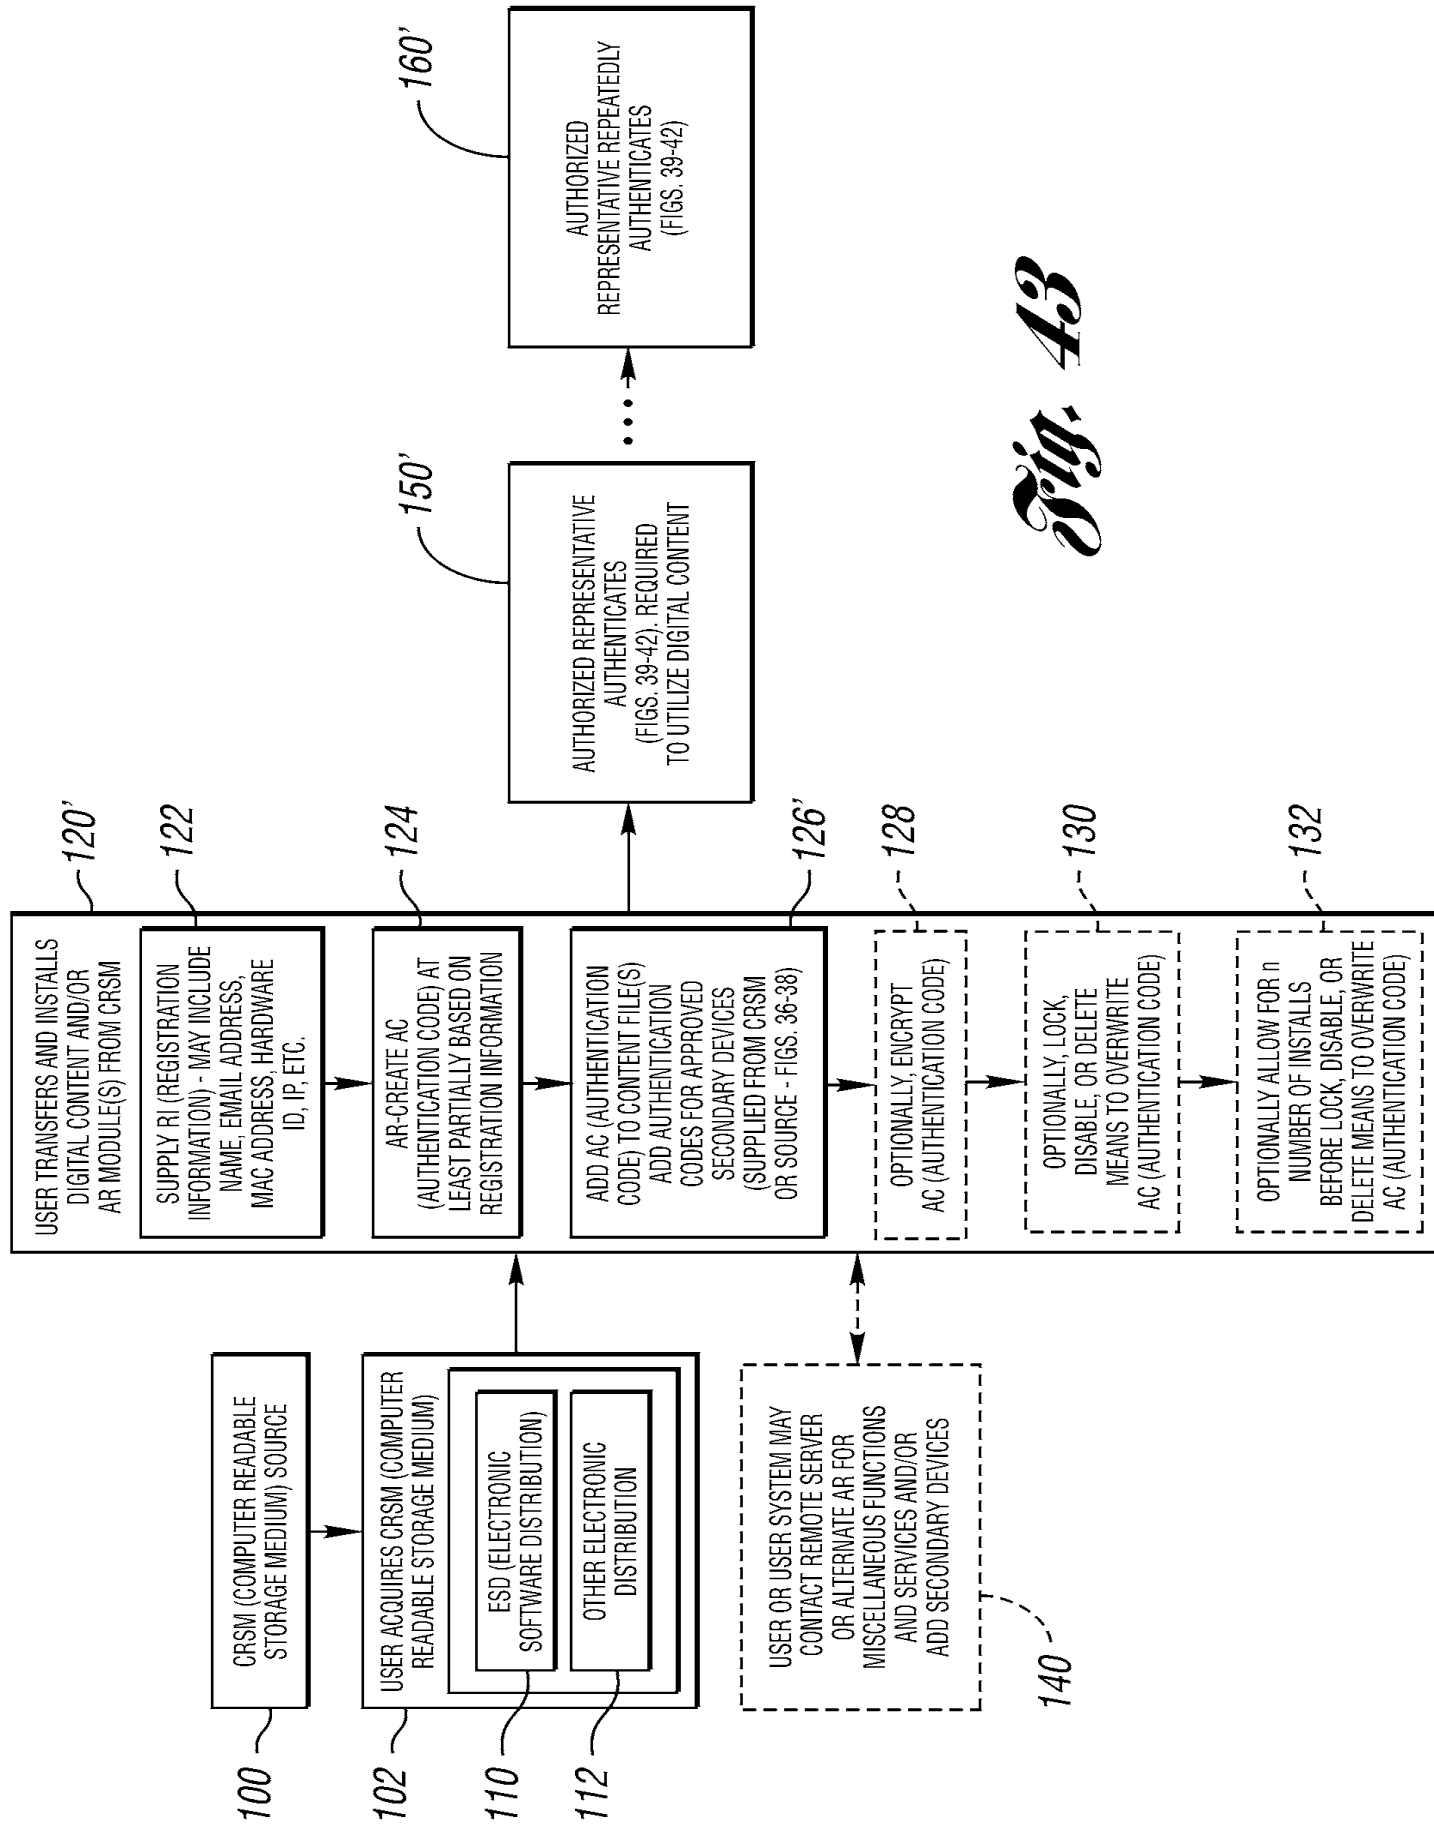 100
CRSM (COMPUTER READABLE
STORAGE MEDIUM) SOURCE
102
USER ACQUIRES CRSM (COMPUTER
READABLE STORAGE MEDIUM)
110
ESD (ELECTRONIC
SOFTWARE DISTRIBUTION)
112
OTHER ELECTRONIC
DISTRIBUTION
USER OR USER SYSTEM MAY
CONTACT REMOTE SERVER
OR ALTERNATE AR FOR
MISCELLANEOUS FUNCTIONS
AND SERVICES AND/OR
ADD SECONDARY DEVICES
140
120'
USER TRANSFERS AND INSTALLS
DIGITAL CONTENT AND/OR
AR MODULE(S) FROM CRSM
122
SUPPLY RI (REGISTRATION
INFORMATION) - MAY INCLUDE
NAME, EMAIL ADDRESS,
MAC ADDRESS, HARDWARE
ID, IP, ETC.
124
AR-CREATE AC
(AUTHENTICATION CODE) AT
LEAST PARTIALLY BASED ON
REGISTRATION INFORMATION
126'
ADD AC (AUTHENTICATION
CODE) TO CONTENT FILE(S)
ADD AUTHENTICATION
CODES FOR APPROVED
SECONDARY DEVICES
(SUPPLIED FROM CRSM
OR SOURCE - FIGS. 36-38)
128
OPTIONALLY, ENCRYPT
AC (AUTHENTICATION CODE)
130
OPTIONALLY, LOCK,
DISABLE, OR DELETE
MEANS TO OVERWRITE
AC (AUTHENTICATION CODE)
132
OPTIONALLY ALLOW FOR n
NUMBER OF INSTALLS
BEFORE LOCK, DISABLE, OR
DELETE MEANS TO OVERWRITE
AC (AUTHENTICATION CODE)
150'
AUTHORIZED REPRESENTATIVE
AUTHENTICATES
(FIGS. 39-42). REQUIRED
TO UTILIZE DIGITAL CONTENT
160'
AUTHORIZED
REPRESENTATIVE REPEATEDLY
AUTHENTICATES
(FIGS. 39-42)
Fig. 43